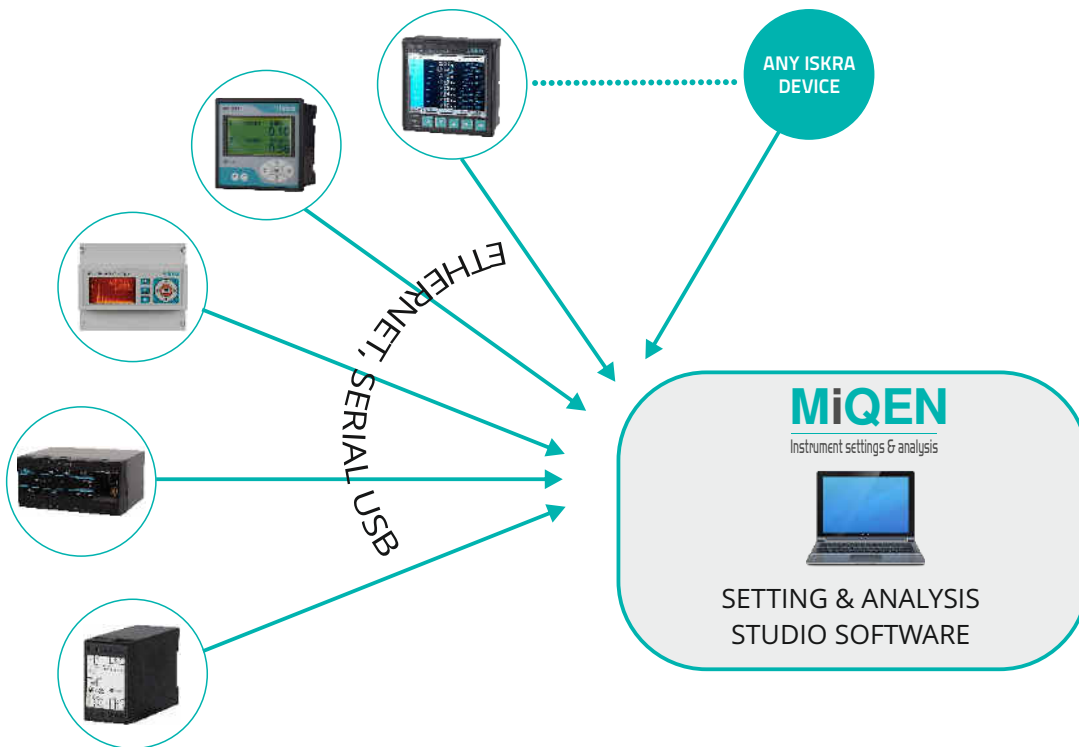 ANY ISKRA
DEVICE
ETHERNET, SERIAL USB
MiQEN
Instrument settings & analysis
SETTING & ANALYSIS
STUDIO SOFTWARE